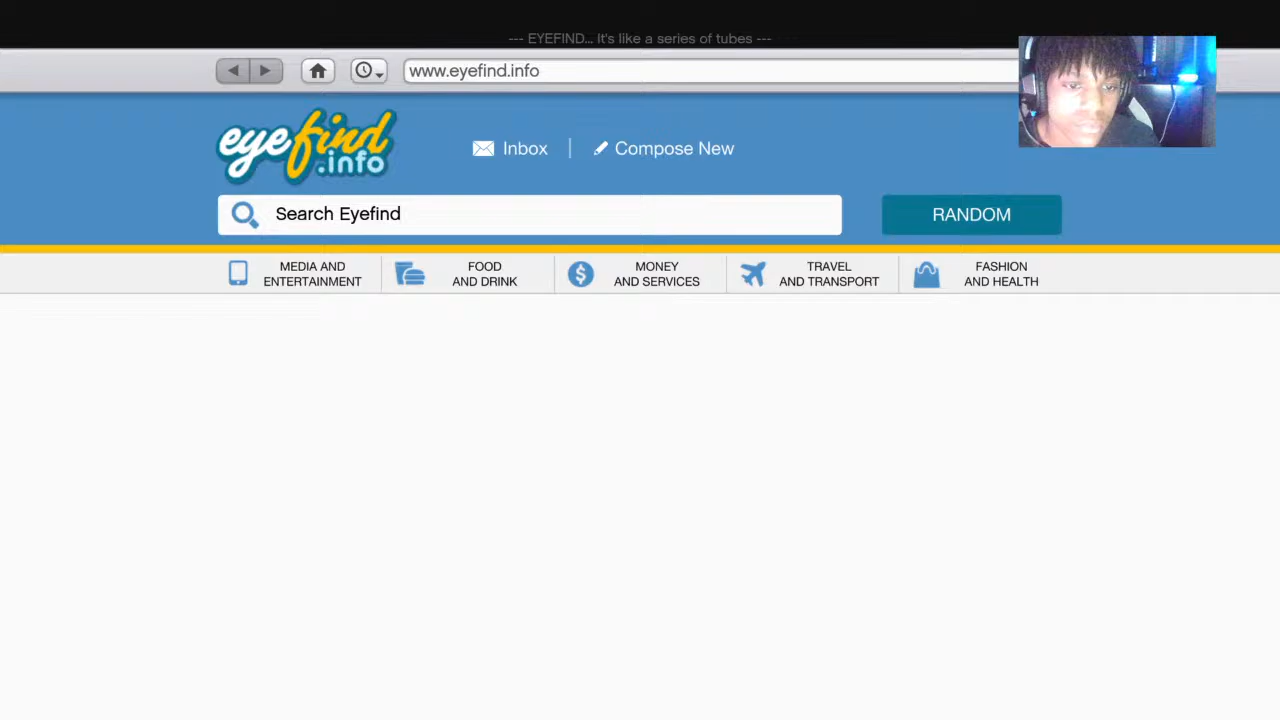 --- EYEFIND... It's like a series of tubes ---
www.eyefind.info
eyefind
.info
Inbox
Compose New
Search Eyefind
RANDOM
MEDIA AND
ENTERTAINMENT
FOOD
AND DRINK
MONEY
AND SERVICES
TRAVEL
AND TRANSPORT
FASHION
AND HEALTH